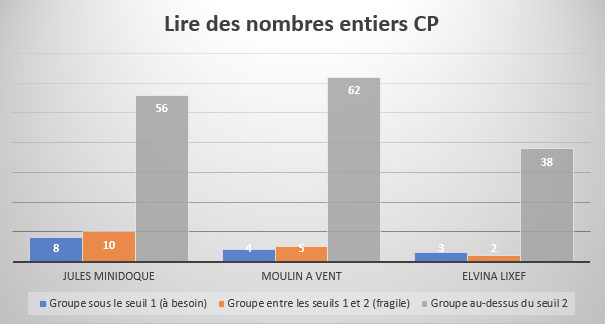 Lire des nombres entiers CP
56
62
38
8
10
4
5
3
2
JULES MINIDOQUE
MOULIN A VENT
ELVINA LIXEF
Groupe sous le seuil 1 (à besoin)
Groupe entre les seuils 1 et 2 (fragile)
Groupe au-dessus du seuil 2